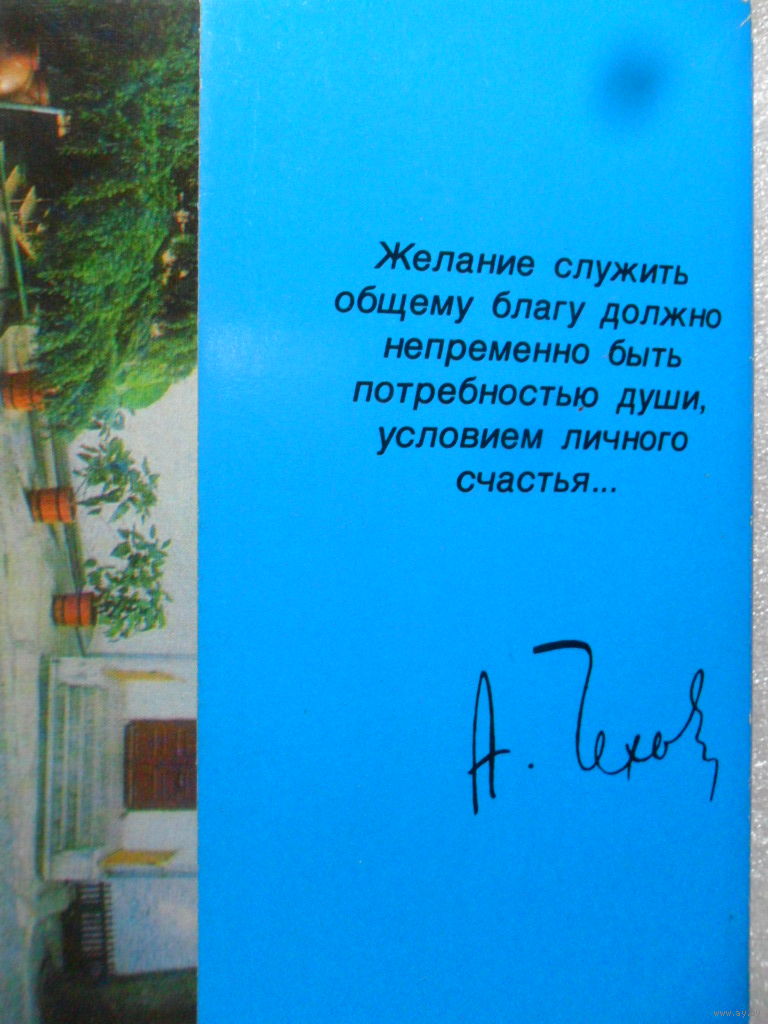 Желание служить
общему благу должно
непременно быть
потребностью души,
условием личного
счастья...
А. Чехов